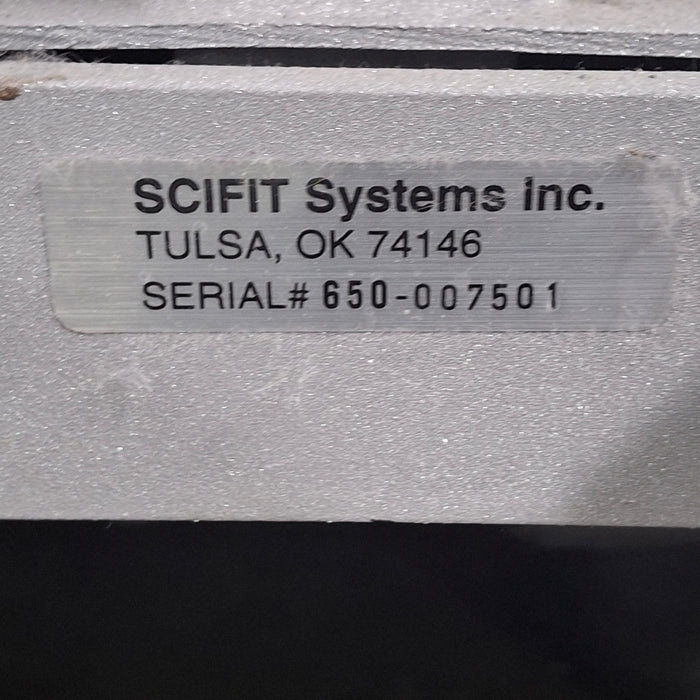 SCIFIT Systems Inc.
TULSA, OK 74146
SERIAL# 650-007501